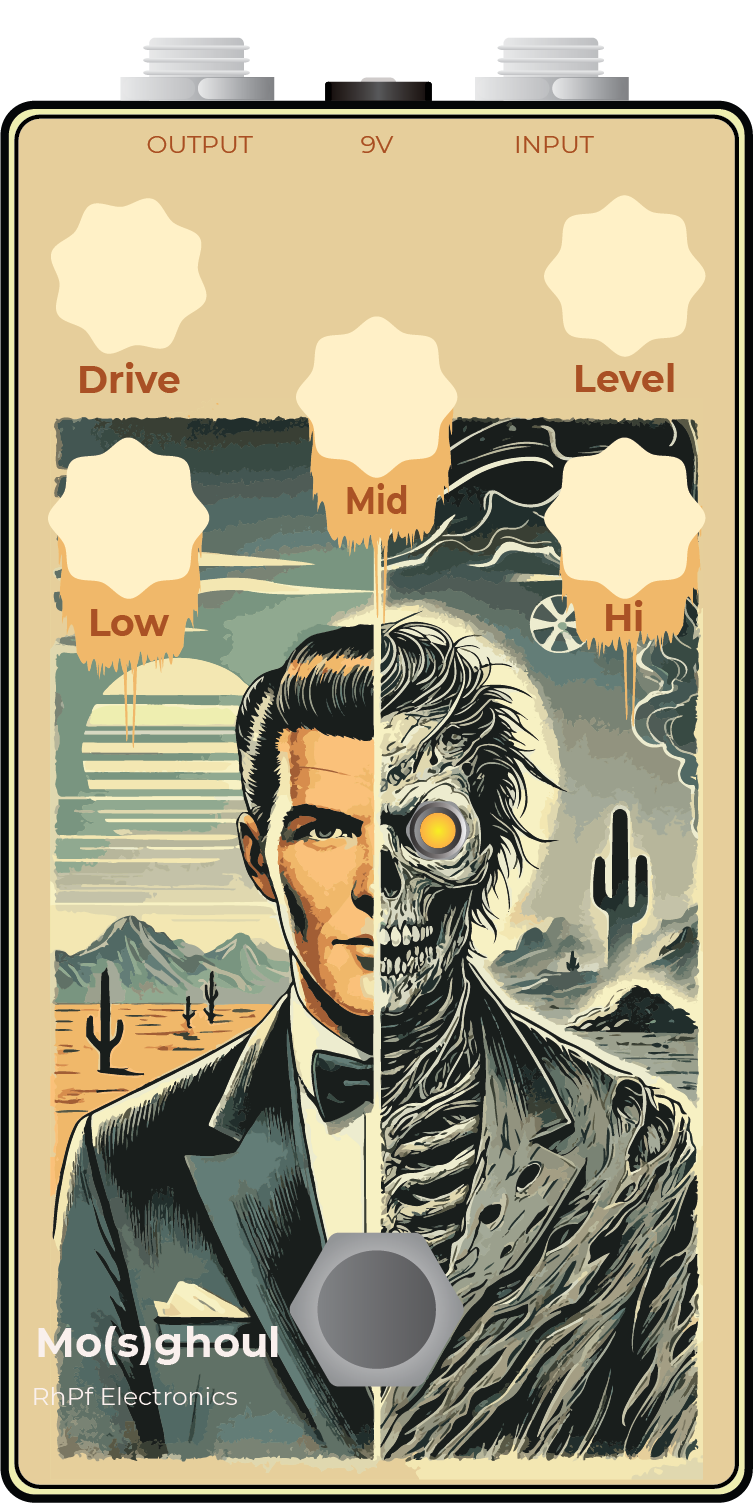 OUTPUT 9V INPUT
Drive Level
Mid
Low Hi
Mo(s)ghoul
RhPf Electronics